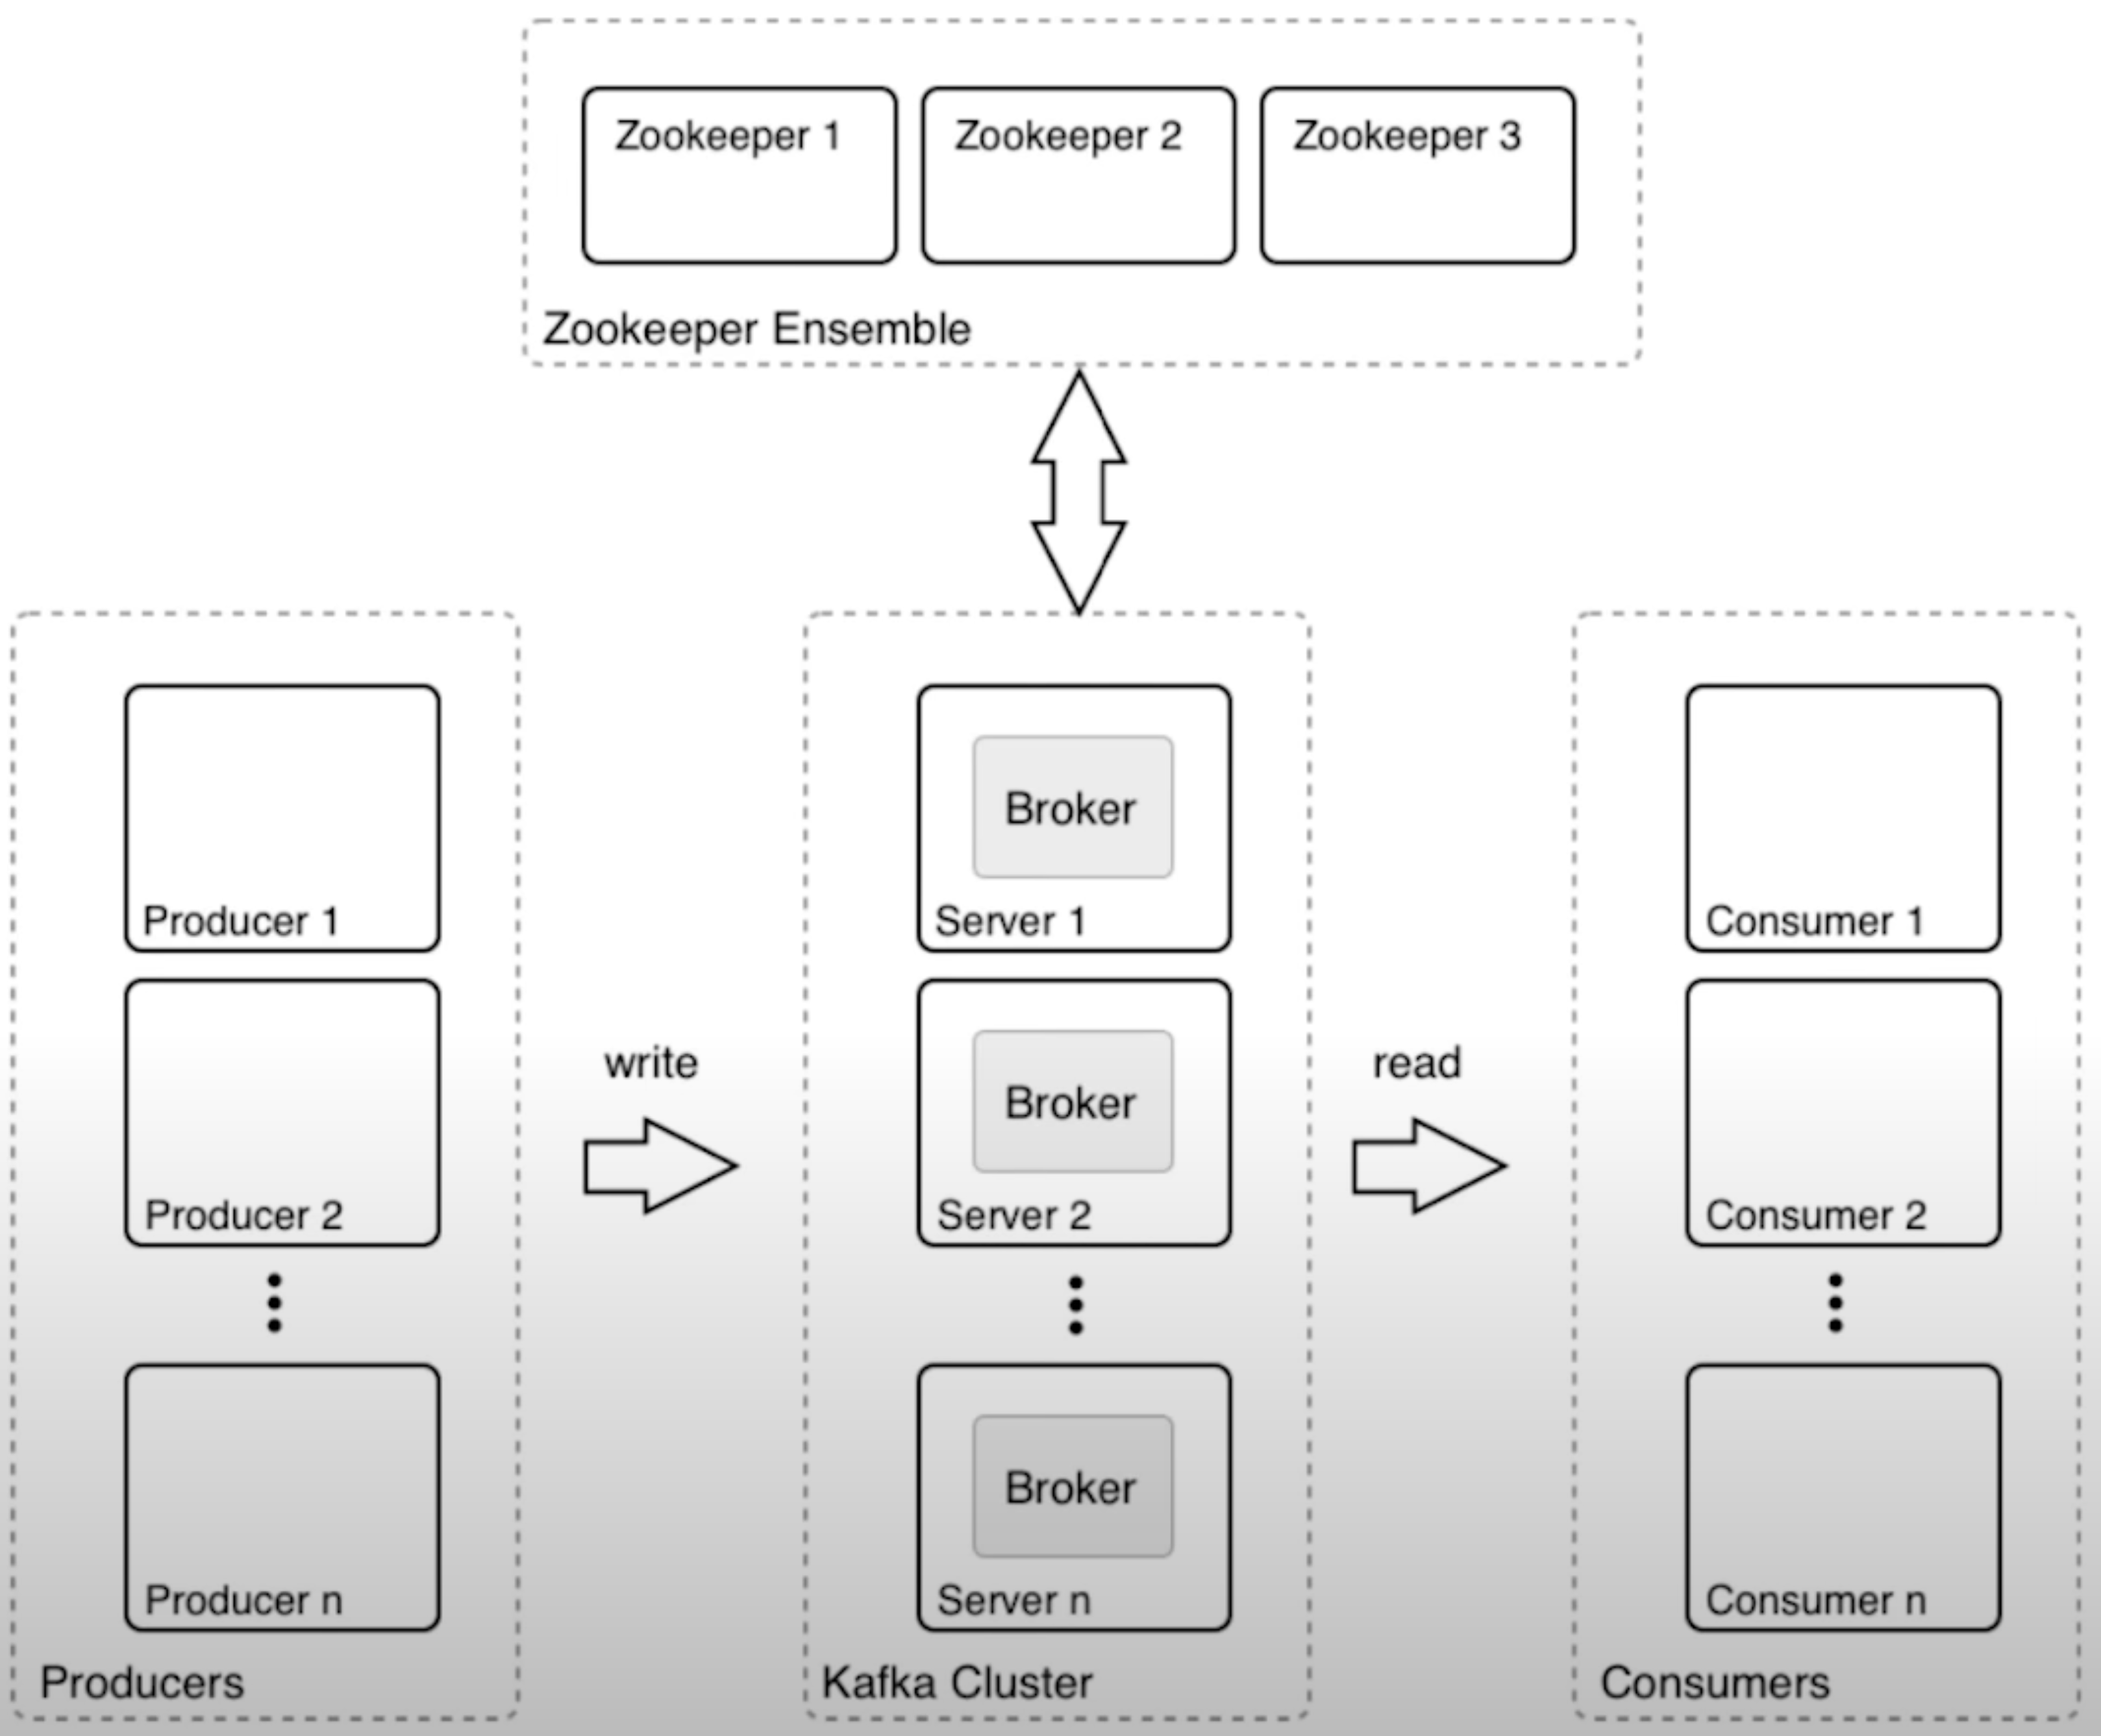 Zookeeper 1
Zookeeper 2
Zookeeper 3
Zookeeper Ensemble
Producer 1
Producer 2
Producer n
Producers
write
Broker
Server 1
Broker
Server 2
Broker
Server n
Kafka Cluster
read
Consumer 1
Consumer 2
Consumer n
Consumers